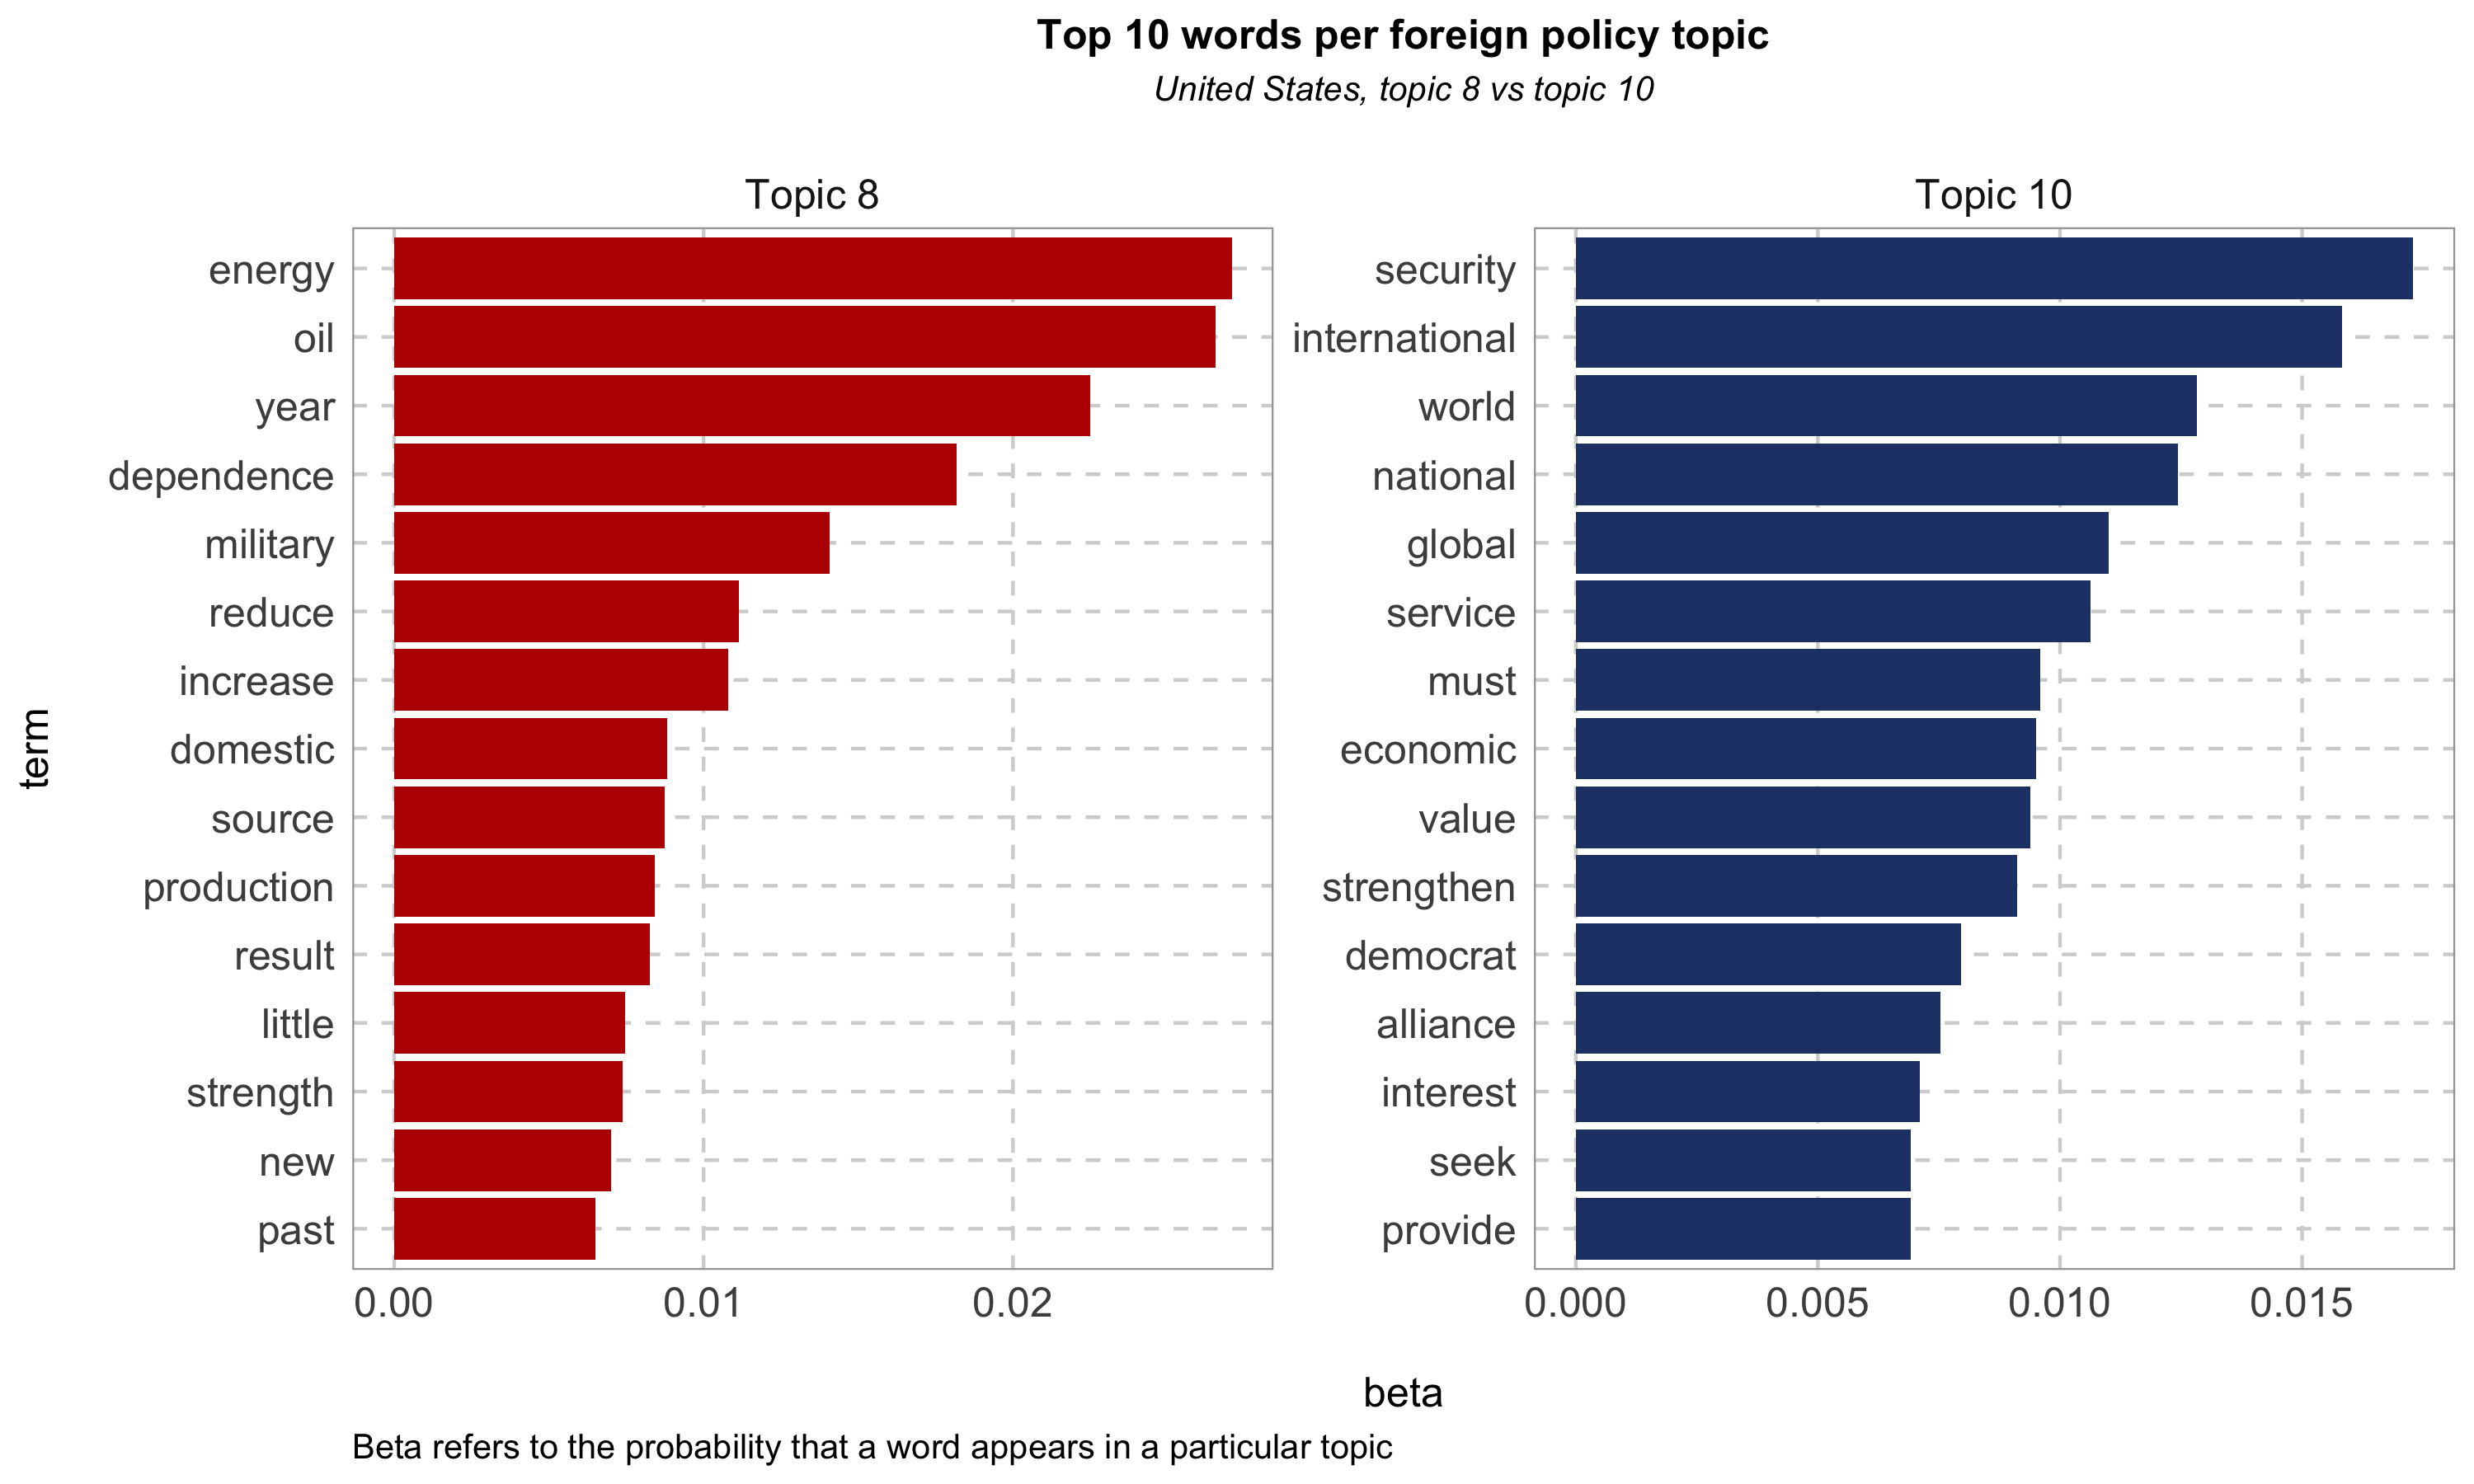 Top 10 words per foreign policy topic
United States, topic 8 vs topic 10
Topic 8
energy
oil
year
dependence
military
reduce
increase
domestic
source
production
result
little
strength
new
past
0.00 0.01 0.02
Topic 10
security
international
world
national
global
service
must
economic
value
strengthen
democrat
alliance
interest
seek
provide
0.000 0.005 0.010 0.015
term
beta
Beta refers to the probability that a word appears in a particular topic